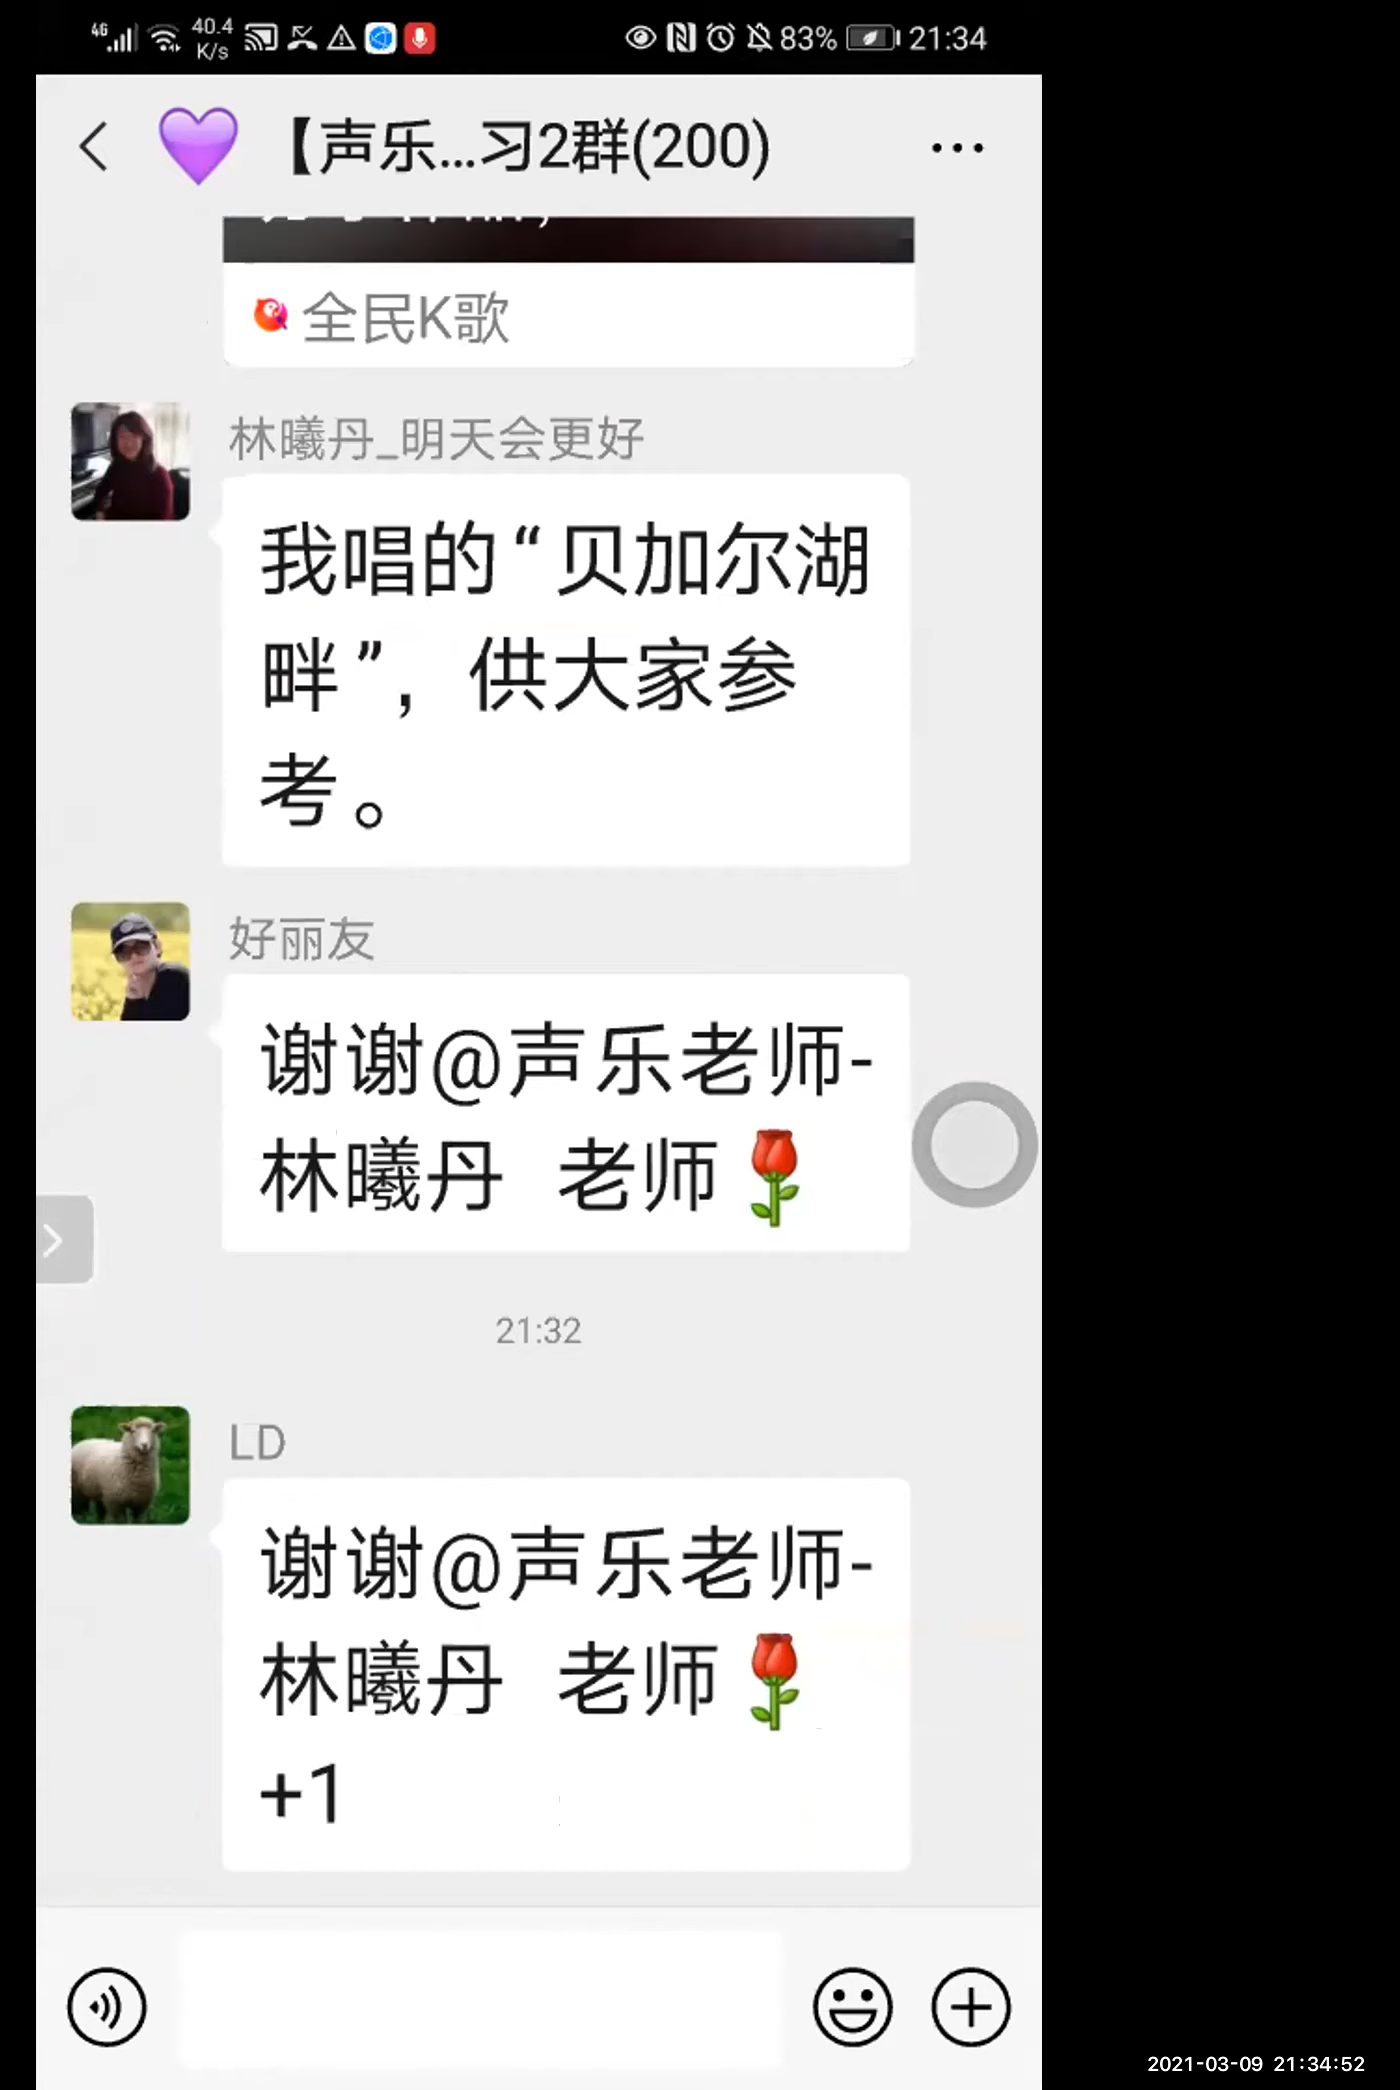 4G
40.4
K/s
83%
21:34
💜 【声乐...习2群(200)
全民K歌
林曦丹_明天会更好
我唱的“贝加尔湖
畔”，供大家参
考。
好丽友
谢谢@声乐老师-
林曦丹 老师🌹
21:32
LD
谢谢@声乐老师-
林曦丹 老师🌹
+1
2021-03-09 21:34:52